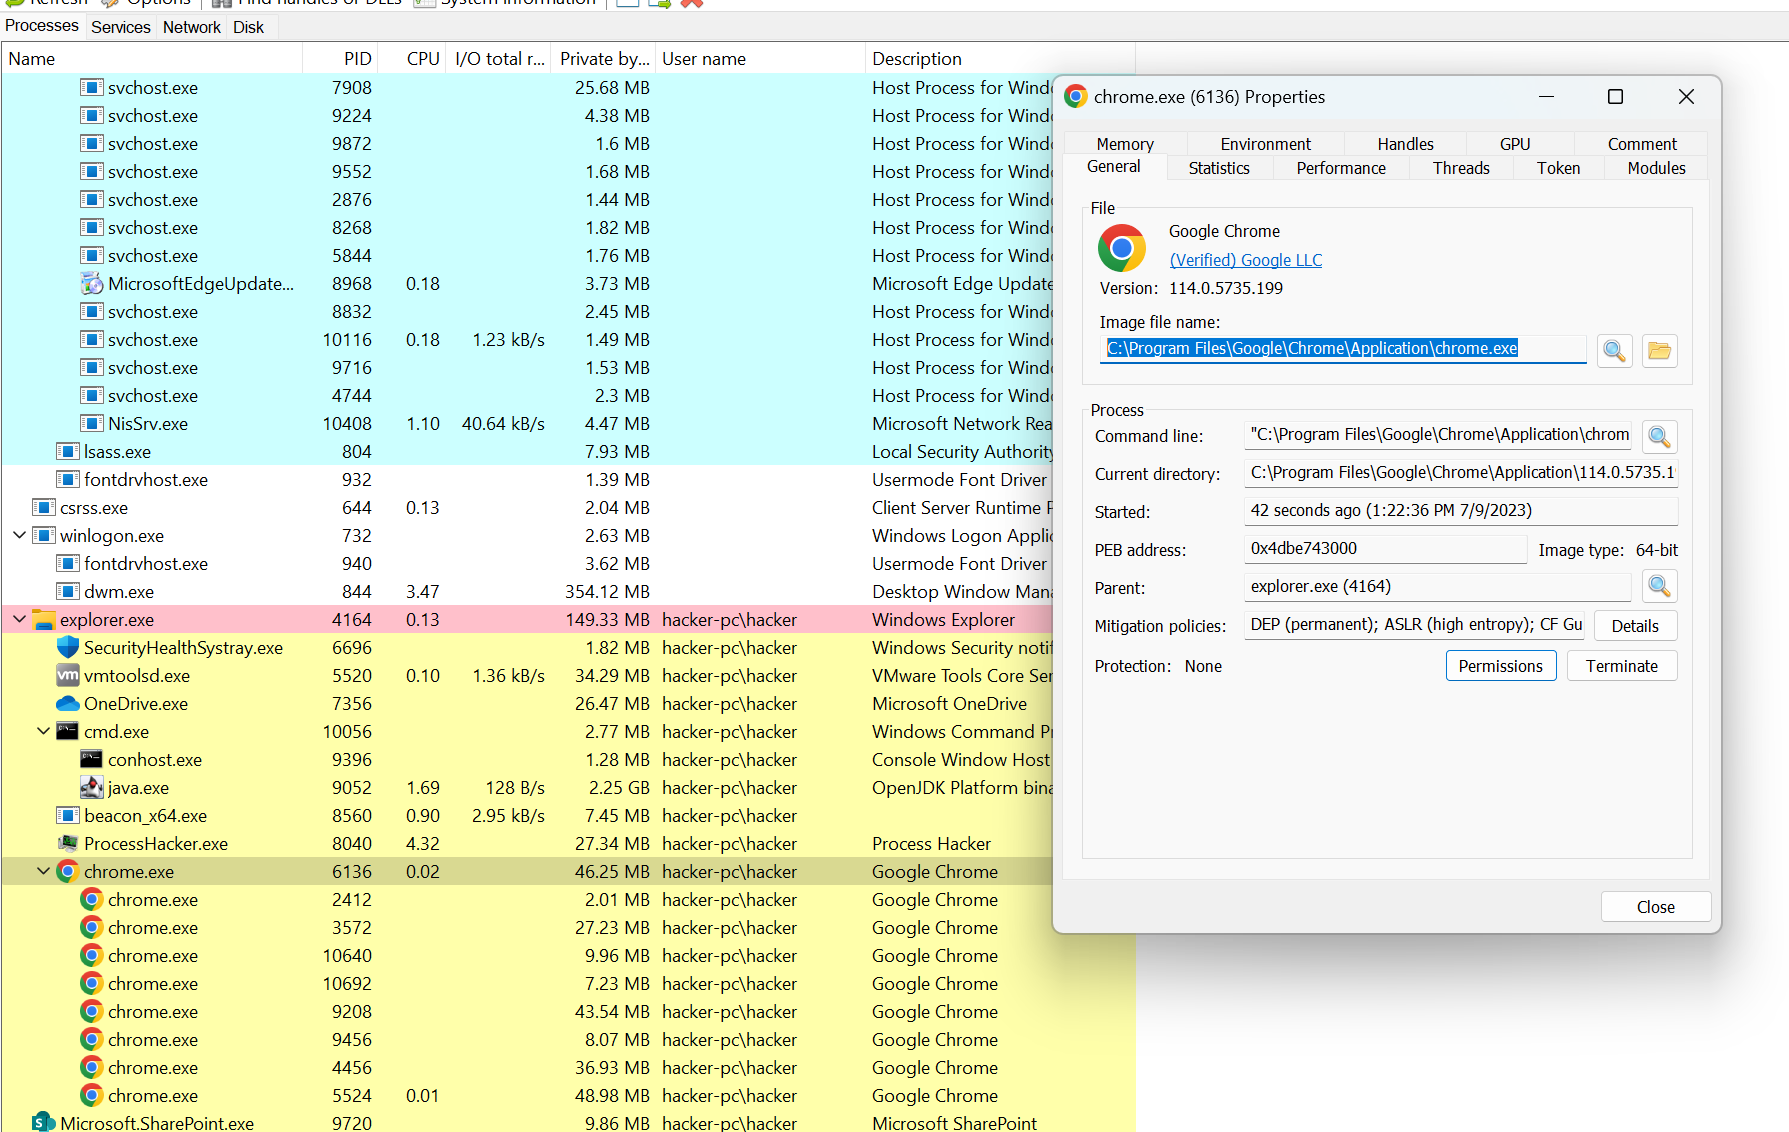 Refresh Options Find handles or DLLs System information
Processes Services Network Disk
Name PID CPU I/O total r... Private by... User name Description
svchost.exe 7908 25.68 MB Host Process for Windo
svchost.exe 9224 4.38 MB Host Process for Windo
svchost.exe 9872 1.6 MB Host Process for Windo
svchost.exe 9552 1.68 MB Host Process for Windo
svchost.exe 2876 1.44 MB Host Process for Windo
svchost.exe 8268 1.82 MB Host Process for Windo
svchost.exe 5844 1.76 MB Host Process for Windo
MicrosoftEdgeUpdate... 8968 0.18 3.73 MB Microsoft Edge Update
svchost.exe 8832 2.45 MB Host Process for Windo
svchost.exe 10116 0.18 1.23 kB/s 1.49 MB Host Process for Windo
svchost.exe 9716 1.53 MB Host Process for Windo
svchost.exe 4744 2.3 MB Host Process for Windo
NisSrv.exe 10408 1.10 40.64 kB/s 4.47 MB Microsoft Network Rea
lsass.exe 804 7.93 MB Local Security Authority
fontdrvhost.exe 932 1.39 MB Usermode Font Driver
csrss.exe 644 0.13 2.04 MB Client Server Runtime P
winlogon.exe 732 2.63 MB Windows Logon Applic
fontdrvhost.exe 940 3.62 MB Usermode Font Driver
dwm.exe 844 3.47 354.12 MB Desktop Window Mana
explorer.exe 4164 0.13 149.33 MB hacker-pc\hacker Windows Explorer
SecurityHealthSystray.exe 6696 1.82 MB hacker-pc\hacker Windows Security notif
vmtoolsd.exe 5520 0.10 1.36 kB/s 34.29 MB hacker-pc\hacker VMware Tools Core Ser
OneDrive.exe 7356 26.47 MB hacker-pc\hacker Microsoft OneDrive
cmd.exe 10056 2.77 MB hacker-pc\hacker Windows Command Pr
conhost.exe 9396 1.28 MB hacker-pc\hacker Console Window Host
java.exe 9052 1.69 128 B/s 2.25 GB hacker-pc\hacker OpenJDK Platform bina
beacon_x64.exe 8560 0.90 2.95 kB/s 7.45 MB hacker-pc\hacker
ProcessHacker.exe 8040 4.32 27.34 MB hacker-pc\hacker Process Hacker
chrome.exe 6136 0.02 46.25 MB hacker-pc\hacker Google Chrome
chrome.exe 2412 2.01 MB hacker-pc\hacker Google Chrome
chrome.exe 3572 27.23 MB hacker-pc\hacker Google Chrome
chrome.exe 10640 9.96 MB hacker-pc\hacker Google Chrome
chrome.exe 10692 7.23 MB hacker-pc\hacker Google Chrome
chrome.exe 9208 43.54 MB hacker-pc\hacker Google Chrome
chrome.exe 9456 8.07 MB hacker-pc\hacker Google Chrome
chrome.exe 4456 36.93 MB hacker-pc\hacker Google Chrome
chrome.exe 5524 0.01 48.98 MB hacker-pc\hacker Google Chrome
Microsoft.SharePoint.exe 9720 9.86 MB hacker-pc\hacker Microsoft SharePoint
chrome.exe (6136) Properties
Memory Environment Handles GPU Comment
General Statistics Performance Threads Token Modules
File
Google Chrome
(Verified) Google LLC
Version: 114.0.5735.199
Image file name:
C:\Program Files\Google\Chrome\Application\chrome.exe
Process
Command line: "C:\Program Files\Google\Chrome\Application\chrom
Current directory: C:\Program Files\Google\Chrome\Application\114.0.5735.1
Started: 42 seconds ago (1:22:36 PM 7/9/2023)
PEB address: 0x4dbe743000 Image type: 64-bit
Parent: explorer.exe (4164)
Mitigation policies: DEP (permanent); ASLR (high entropy); CF Gu Details
Protection: None Permissions Terminate
Close